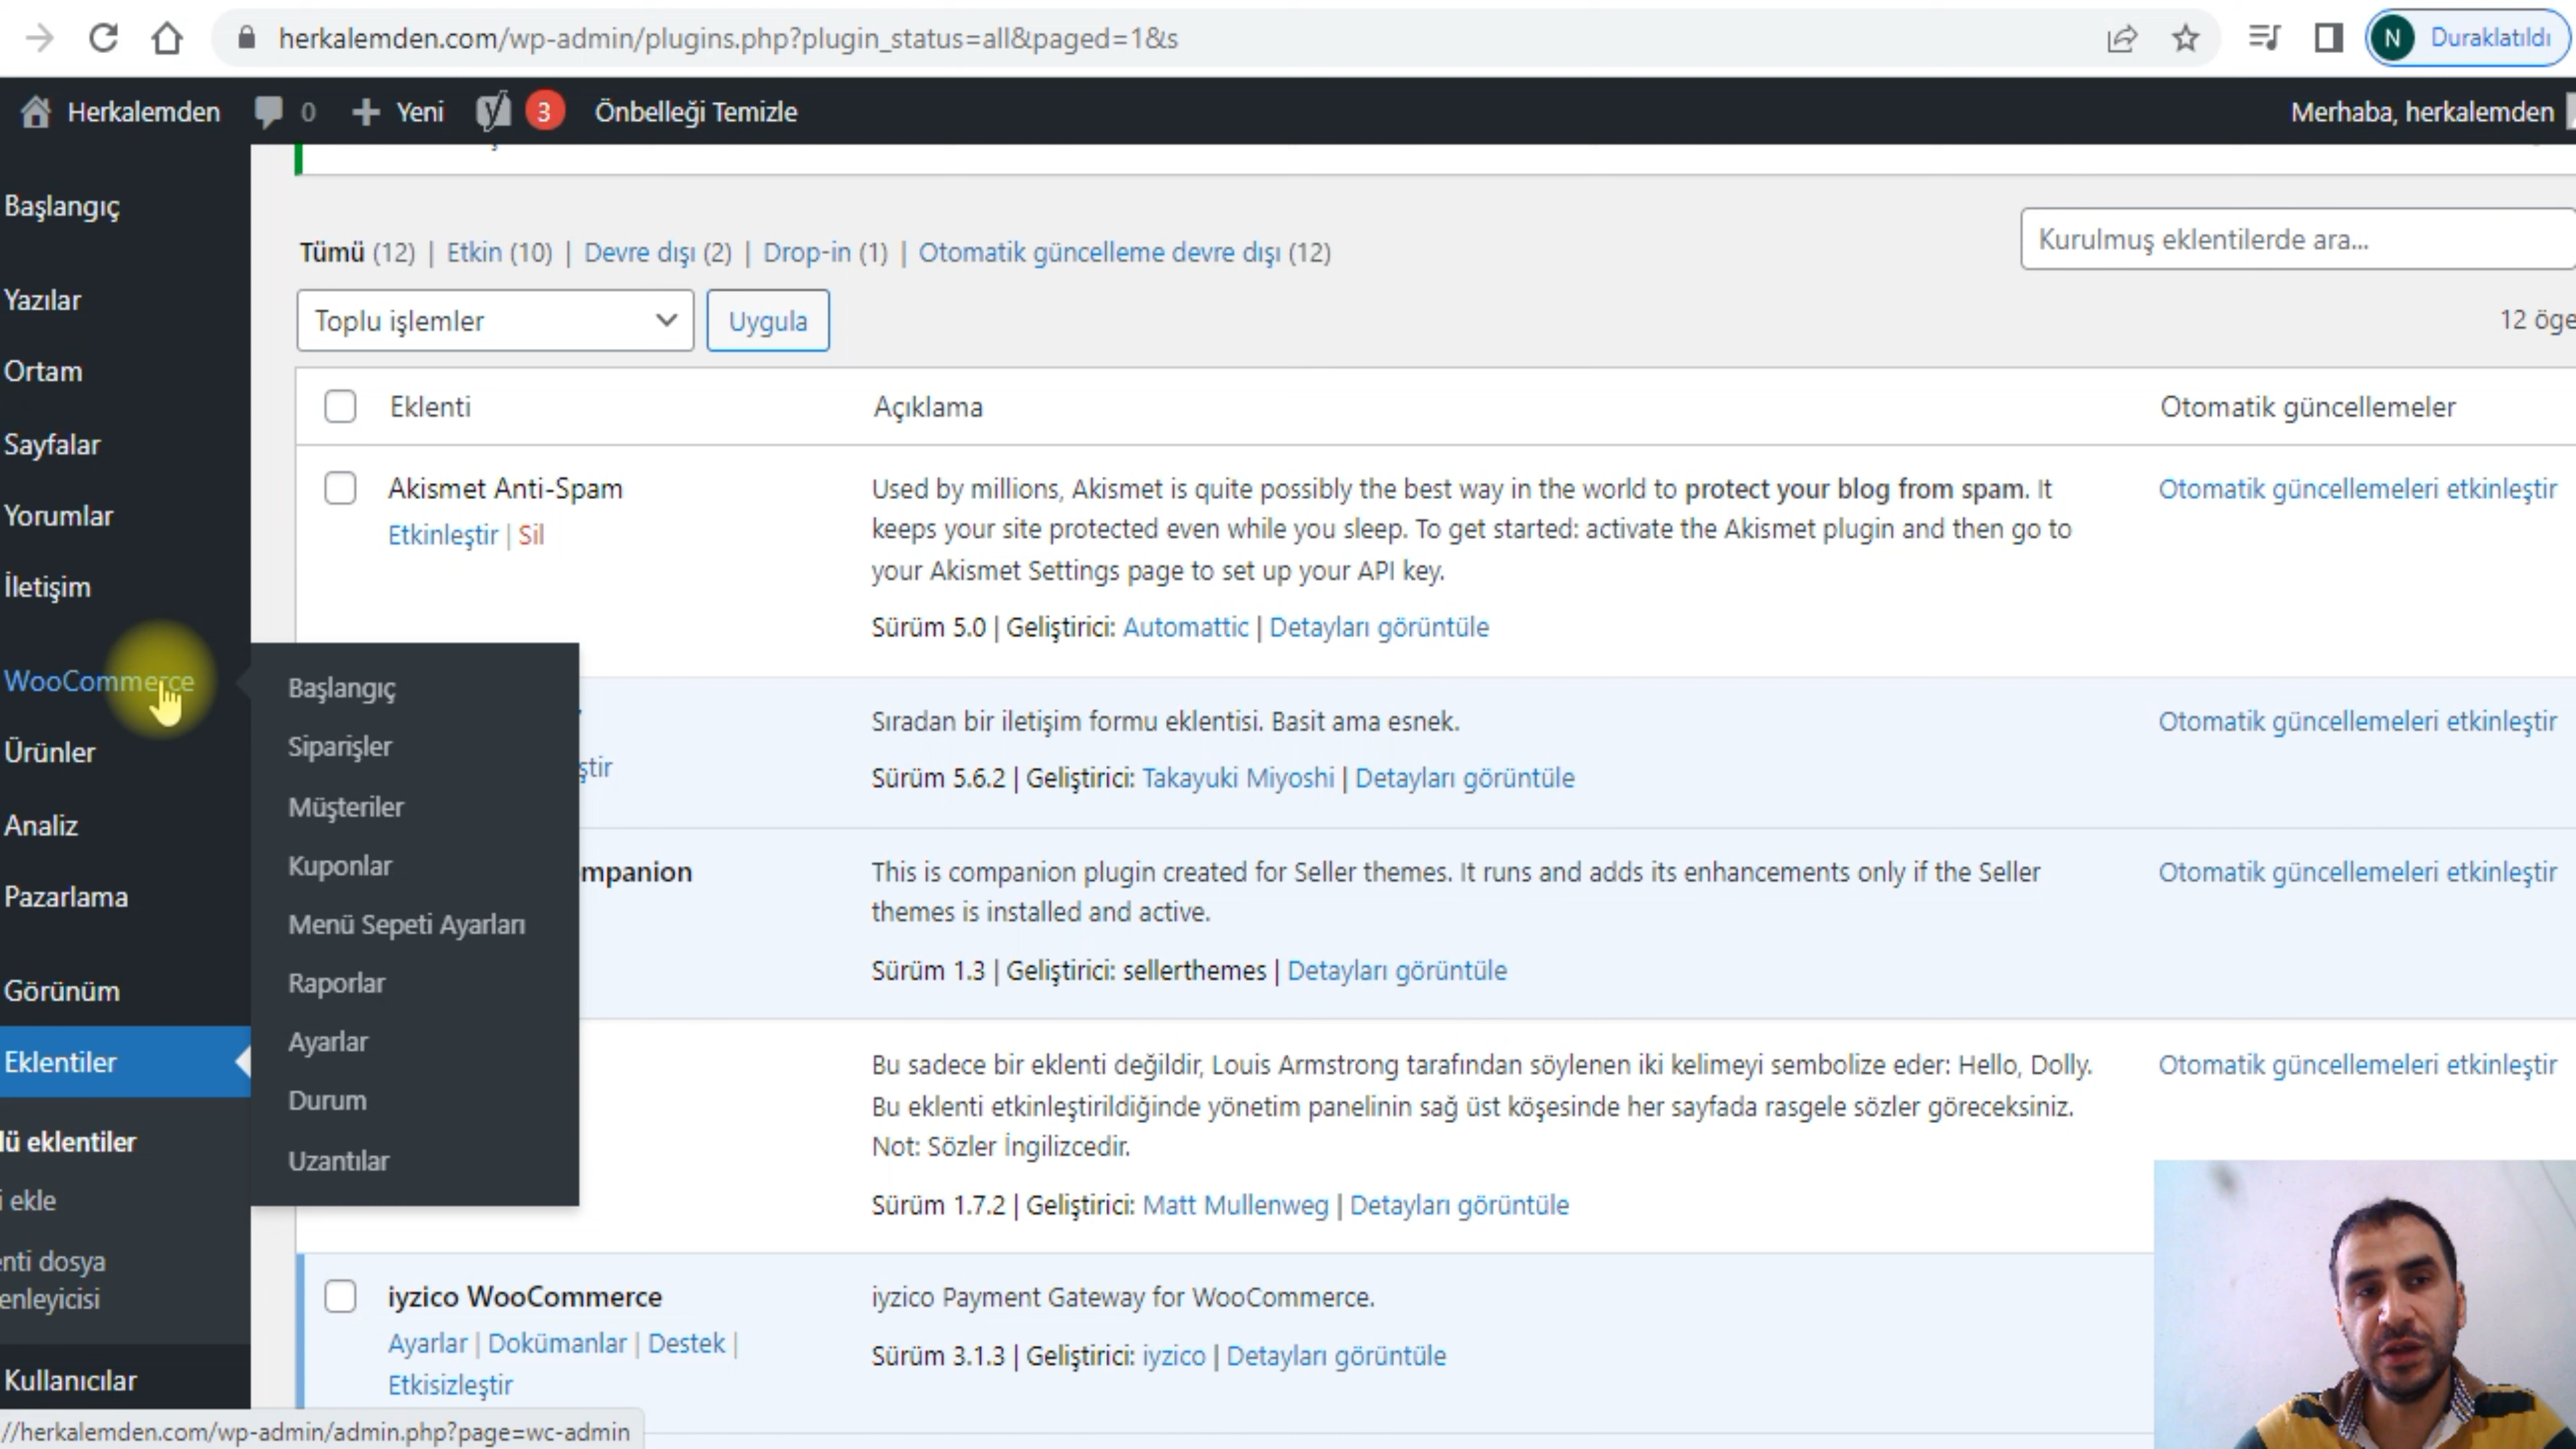 herkalemden.com/wp-admin/plugins.php?plugin_status=all&paged=1&s
N Duraklatıldı
Herkalemden 0 + Yeni 3 Önbelleği Temizle
Merhaba, herkalemden
Başlangıç
Yazılar
Ortam
Sayfalar
Yorumlar
İletişim
WooCommerce
Ürünler
Analiz
Pazarlama
Görünüm
Eklentiler
lü eklentiler
i ekle
nti dosya
enleyicisi
Kullanıcılar
Başlangıç
Siparişler
Müşteriler
Kuponlar
Menü Sepeti Ayarları
Raporlar
Ayarlar
Durum
Uzantılar
Tümü (12) | Etkin (10) | Devre dışı (2) | Drop-in (1) | Otomatik güncelleme devre dışı (12)
Kurulmuş eklentilerde ara...
Toplu işlemler
Uygula
12 öge
Eklenti
Açıklama
Otomatik güncellemeler
Akismet Anti-Spam
Etkinleştir | Sil
Used by millions, Akismet is quite possibly the best way in the world to protect your blog from spam. It
keeps your site protected even while you sleep. To get started: activate the Akismet plugin and then go to
your Akismet Settings page to set up your API key.
Sürüm 5.0 | Geliştirici: Automattic | Detayları görüntüle
Otomatik güncellemeleri etkinleştir
ştir
Sıradan bir iletişim formu eklentisi. Basit ama esnek.
Sürüm 5.6.2 | Geliştirici: Takayuki Miyoshi | Detayları görüntüle
Otomatik güncellemeleri etkinleştir
mpanion
This is companion plugin created for Seller themes. It runs and adds its enhancements only if the Seller
themes is installed and active.
Sürüm 1.3 | Geliştirici: sellerthemes | Detayları görüntüle
Otomatik güncellemeleri etkinleştir
Bu sadece bir eklenti değildir, Louis Armstrong tarafından söylenen iki kelimeyi sembolize eder: Hello, Dolly.
Bu eklenti etkinleştirildiğinde yönetim panelinin sağ üst köşesinde her sayfada rasgele sözler göreceksiniz.
Not: Sözler İngilizcedir.
Sürüm 1.7.2 | Geliştirici: Matt Mullenweg | Detayları görüntüle
Otomatik güncellemeleri etkinleştir
iyzico WooCommerce
Ayarlar | Dokümanlar | Destek |
Etkisizleştir
iyzico Payment Gateway for WooCommerce.
Sürüm 3.1.3 | Geliştirici: iyzico | Detayları görüntüle
//herkalemden.com/wp-admin/admin.php?page=wc-admin